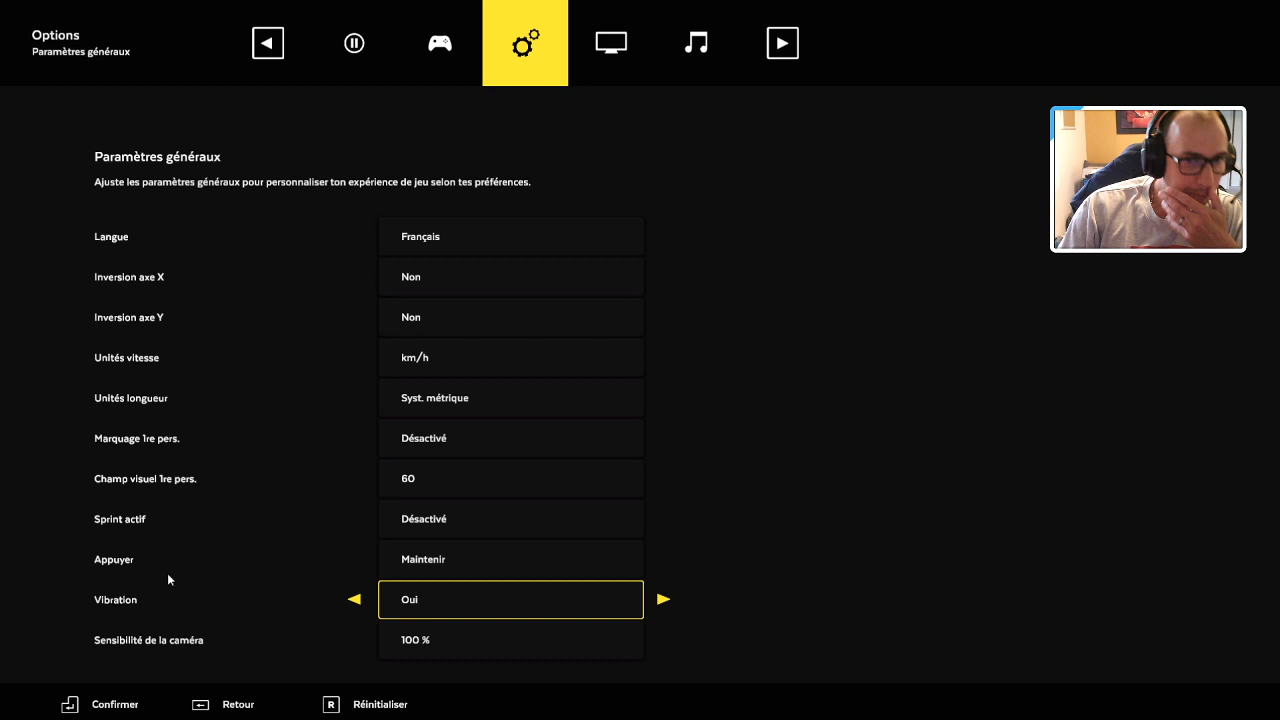 Options
Paramètres généraux
Paramètres généraux
Ajuste les paramètres généraux pour personnaliser ton expérience de jeu selon tes préférences.
Langue Français
Inversion axe X Non
Inversion axe Y Non
Unités vitesse km/h
Unités longueur Syst. métrique
Marquage 1re pers. Désactivé
Champ visuel 1re pers. 60
Sprint actif Désactivé
Appuyer Maintenir
Vibration Oui
Sensibilité de la caméra 100 %
Confirmer Retour R Réinitialiser